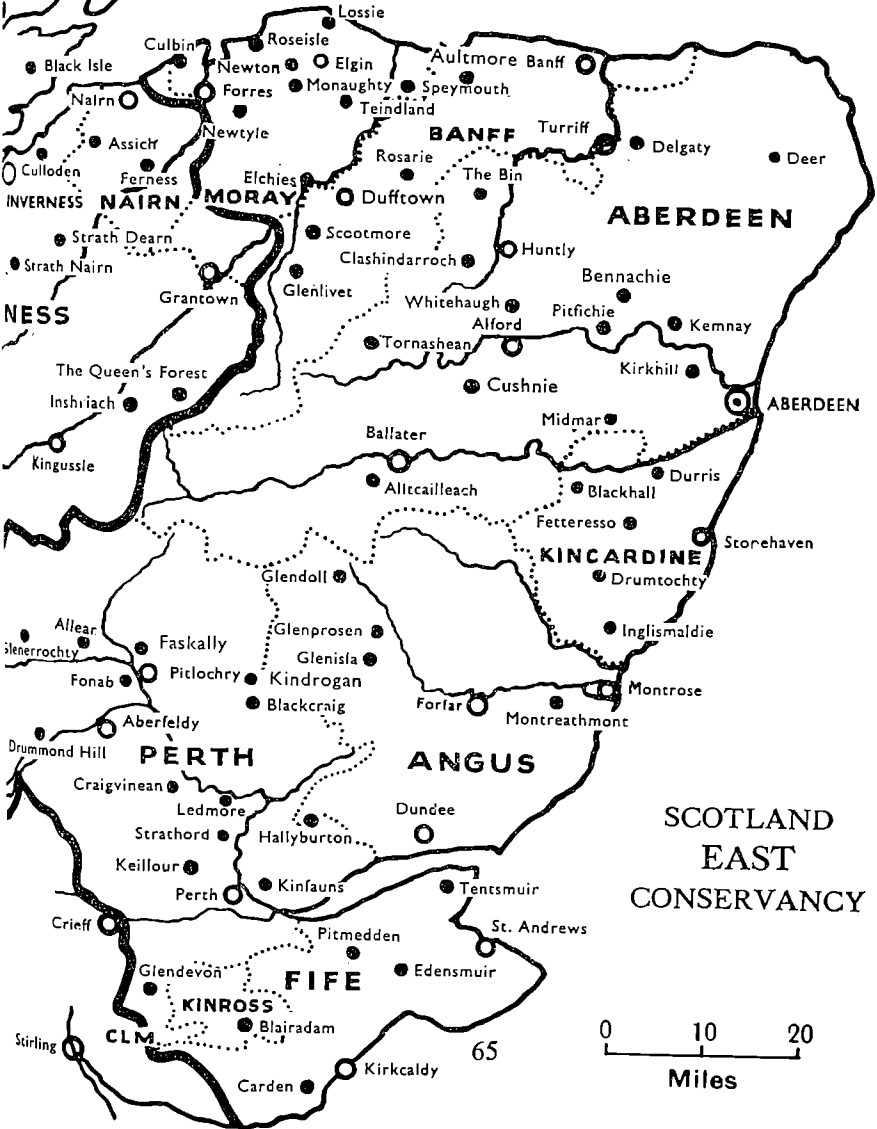 Lossie
Culbin
Roseisle
Black Isle
Newton
Elgin
Aultmore
Banff
Nairn
Forres
Monaughty
Speymouth
Teindland
Newtyle
BANFF
Turriff
Assich
Delgaty
Culloden
Ferness
Elchies
Rosarie
The Bin
Deer
INVERNESS
NAIRN
MORAY
Dufftown
ABERDEEN
Strath Dearn
Scootmore
Huntly
Strath Nairn
Clashindarroch
Grantown
Glenlivet
Bennachie
NESS
Whitehaugh
Pitfichie
Alford
Kemnay
Tornashean
The Queen's Forest
Kirkhill
Inshriach
Cushnie
ABERDEEN
Midmar
Ballater
Kingussie
Durris
Alltcailleach
Blackhall
Fetteresso
KINCARDINE
Stonehaven
Glendoll
Drumtochty
Allean
Glenprosen
Inglismaldie
Glenerrochty
Faskally
Glenisla
Pitlochry
Fonab
Kindrogan
Montrose
Blackcraig
Forfar
Montreathmont
Aberfeldy
Drummond Hill
PERTH
ANGUS
Craigvinean
Ledmore
Dundee
SCOTLAND
Strathord
Hallyburton
EAST
Keillour
CONSERVANCY
Perth
Kinfauns
Tentsmuir
Crieff
St. Andrews
Pitmedden
Glendevon
FIFE
Edensmuir
KINROSS
Blairadam
CLM
Stirling
65
0 10 20
Miles
Kirkcaldy
Carden